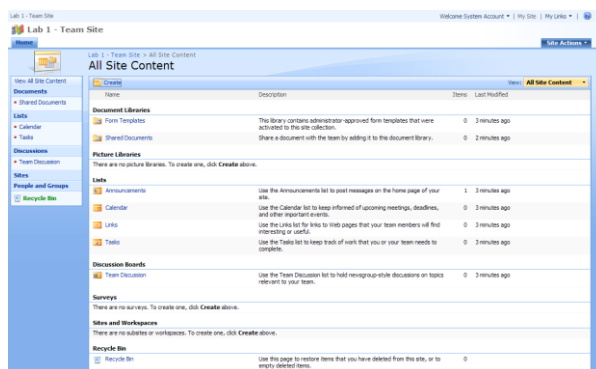 Lab 1 - Team Site
Welcome System Account ▾ | My Site | My Links ▾ |
Lab 1 - Team Site
Home
Site Actions ▾
Lab 1 - Team Site > All Site Content
All Site Content
View All Site Content
Documents
Shared Documents
Lists
Calendar
Tasks
Discussions
Team Discussion
Sites
People and Groups
Recycle Bin
Create
View: All Site Content ▾
Name Description Items Last Modified
Document Libraries
Form Templates This library contains administrator-approved form templates that were 0 3 minutes ago
activated to this site collection.
Shared Documents Share a document with the team by adding it to this document library. 0 2 minutes ago
Picture Libraries
There are no picture libraries. To create one, click Create above.
Lists
Announcements Use the Announcements list to post messages on the home page of your 1 3 minutes ago
site.
Calendar Use the Calendar list to keep informed of upcoming meetings, deadlines, 0 3 minutes ago
and other important events.
Links Use the Links list for links to Web pages that your team members will find 0 3 minutes ago
interesting or useful.
Tasks Use the Tasks list to keep track of work that you or your team needs to 0 3 minutes ago
complete.
Discussion Boards
Team Discussion Use the Team Discussion list to hold newsgroup-style discussions on topics 0 3 minutes ago
relevant to your team.
Surveys
There are no surveys. To create one, click Create above.
Sites and Workspaces
There are no subsites or workspaces. To create one, click Create above.
Recycle Bin
Recycle Bin Use this page to restore items that you have deleted from this site, or to 0
empty deleted items.